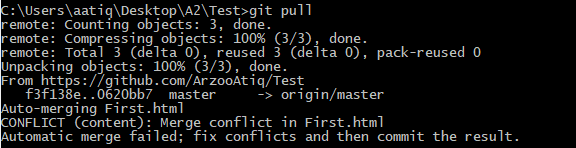 C:\Users\aatiq\Desktop\A2\Test>git pull
remote: Counting objects: 3, done.
remote: Compressing objects: 100% (3/3), done.
remote: Total 3 (delta 0), reused 3 (delta 0), pack-reused 0
Unpacking objects: 100% (3/3), done.
From https://github.com/ArzooAtiq/Test
   f3f138e..0620bb7  master     -> origin/master
Auto-merging First.html
CONFLICT (content): Merge conflict in First.html
Automatic merge failed; fix conflicts and then commit the result.